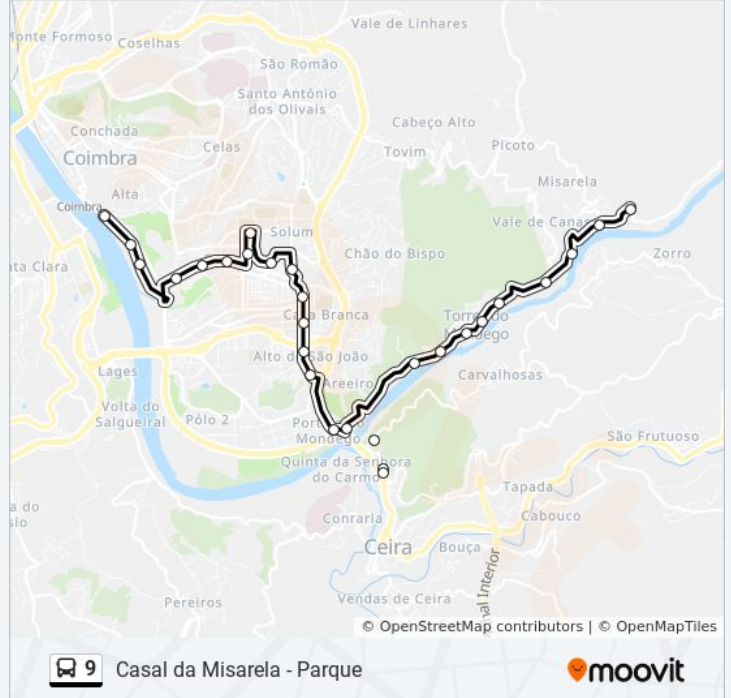 Vale de Linhares
Monte Formoso
Coselhas
São Romão
Santo António
dos Olivais
Cabeço Alto
Conchada
Picoto
Celas
Tovim
Coimbra
Misarela
Alta
Coimbra
Vale de Canas
Solum
Zorro
Chão do Bispo
nta Clara
Casa Branca
Torres do
Mondego
Alto de São João
Lages
Areeiro
Carvalhosas
Volta do
Salgueiral
Pólo 2
Mondego
São Frutuoso
Quinta da Senhora
do Carmo
Tapada
Conraria
Cabouco
Ceira
Bouça
nal Interior
Vendas de Ceira
Pereiros
© OpenStreetMap contributors | © OpenMapTiles
9 Casal da Misarela - Parque
moovit